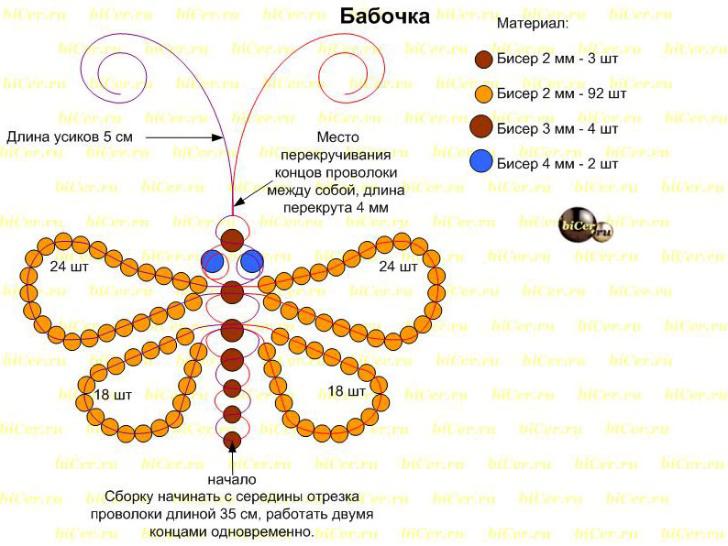 Бабочка
Материал:
Бисер 2 мм - 3 шт
Бисер 2 мм - 92 шт
Бисер 3 мм - 4 шт
Бисер 4 мм - 2 шт
Длина усиков 5 см
Место
перекручивания
концов проволоки
между собой, длина
перекрута 4 мм
biCer.ru
24 шт
24 шт
18 шт
18 шт
начало
Сборку начинать с середины отрезка
проволоки длиной 35 см, работать двумя
концами одновременно.